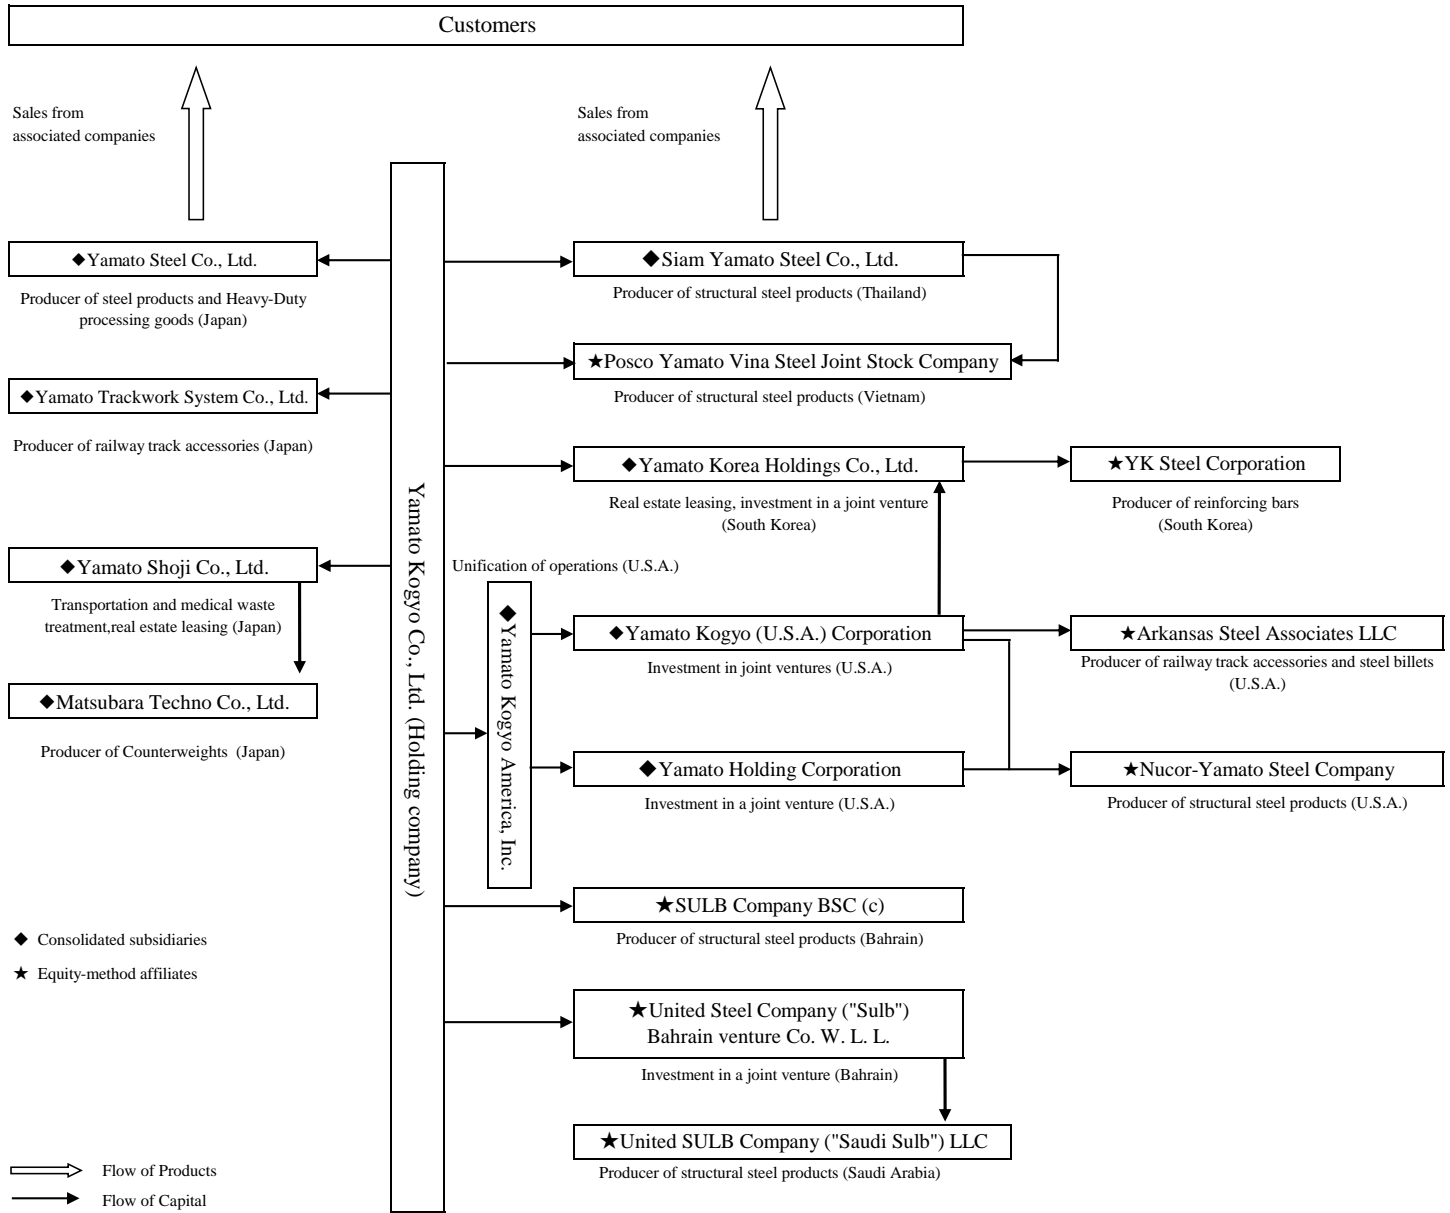 Customers
Sales from
associated companies
Sales from
associated companies
◆Yamato Steel Co., Ltd.
Producer of steel products and Heavy-Duty
processing goods (Japan)
◆Yamato Trackwork System Co., Ltd.
Producer of railway track accessories (Japan)
◆Yamato Shoji Co., Ltd.
Transportation and medical waste
treatment,real estate leasing (Japan)
◆Matsubara Techno Co., Ltd.
Producer of Counterweights (Japan)
Yamato Kogyo Co., Ltd. (Holding company)
◆Siam Yamato Steel Co., Ltd.
Producer of structural steel products (Thailand)
★Posco Yamato Vina Steel Joint Stock Company
Producer of structural steel products (Vietnam)
◆Yamato Korea Holdings Co., Ltd.
Real estate leasing, investment in a joint venture
(South Korea)
★YK Steel Corporation
Producer of reinforcing bars
(South Korea)
Unification of operations (U.S.A.)
◆Yamato Kogyo America, Inc.
◆Yamato Kogyo (U.S.A.) Corporation
Investment in joint ventures (U.S.A.)
★Arkansas Steel Associates LLC
Producer of railway track accessories and steel billets
(U.S.A.)
◆Yamato Holding Corporation
Investment in a joint venture (U.S.A.)
★Nucor-Yamato Steel Company
Producer of structural steel products (U.S.A.)
★SULB Company BSC (c)
Producer of structural steel products (Bahrain)
★United Steel Company ("Sulb")
Bahrain venture Co. W. L. L.
Investment in a joint venture (Bahrain)
★United SULB Company ("Saudi Sulb") LLC
Producer of structural steel products (Saudi Arabia)
◆ Consolidated subsidiaries
★ Equity-method affiliates
Flow of Products
Flow of Capital